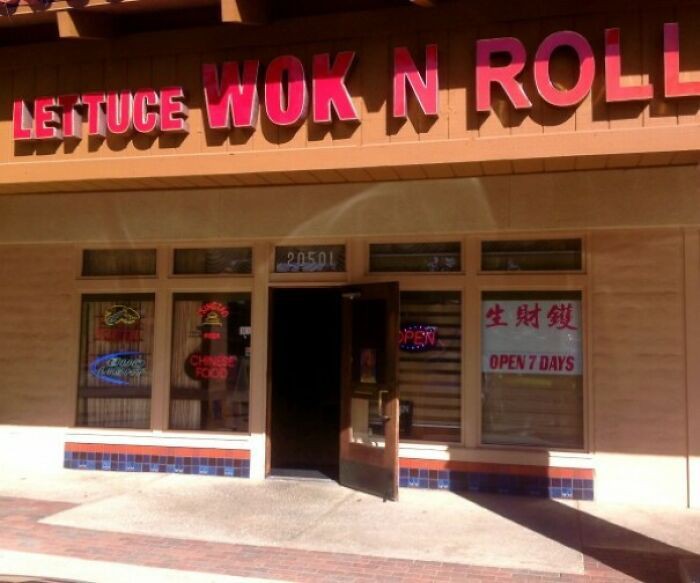 LETTUCE WOK N ROLL
20501
CHINESE
FOOD
OPEN
生財鑊
OPEN 7 DAYS